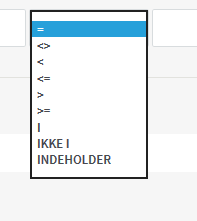 =
<>
<
<=
>
>=
I
IKKE I
INDEHOLDER